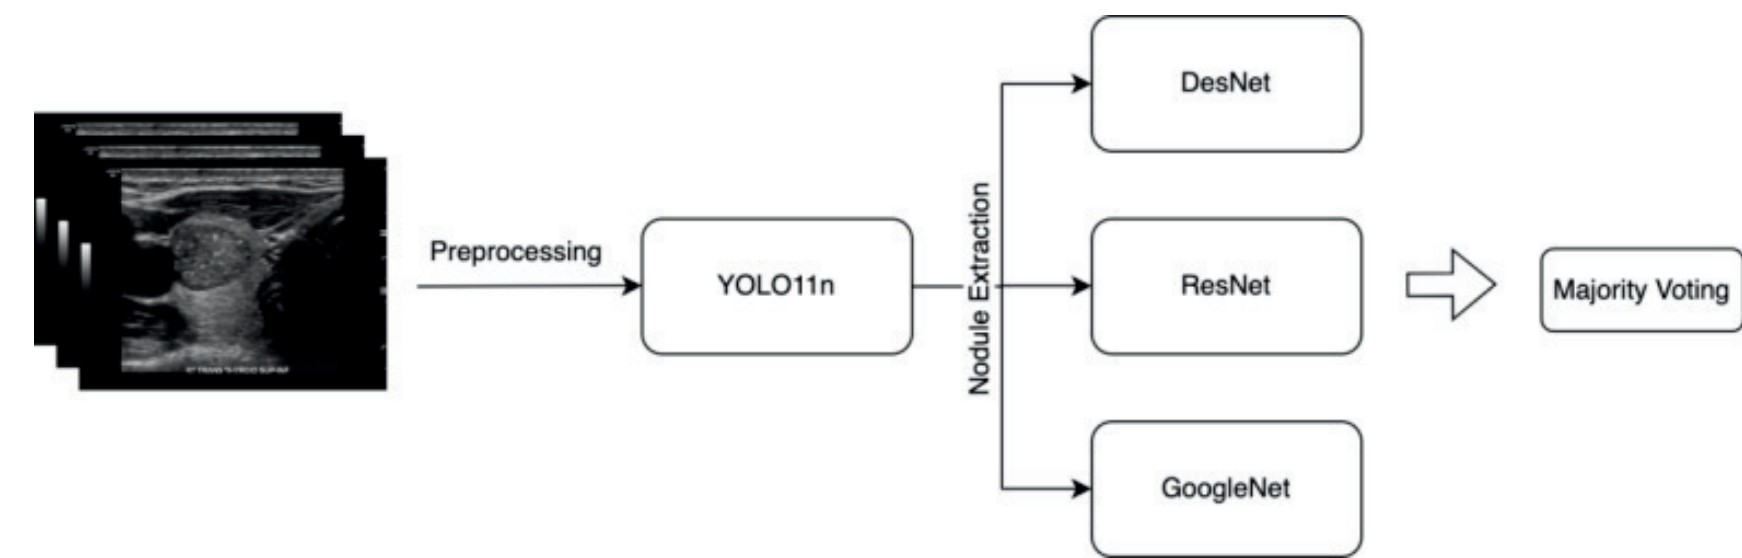 Preprocessing
YOLO11n
Nodule Extraction
DesNet
ResNet
GoogleNet
Majority Voting